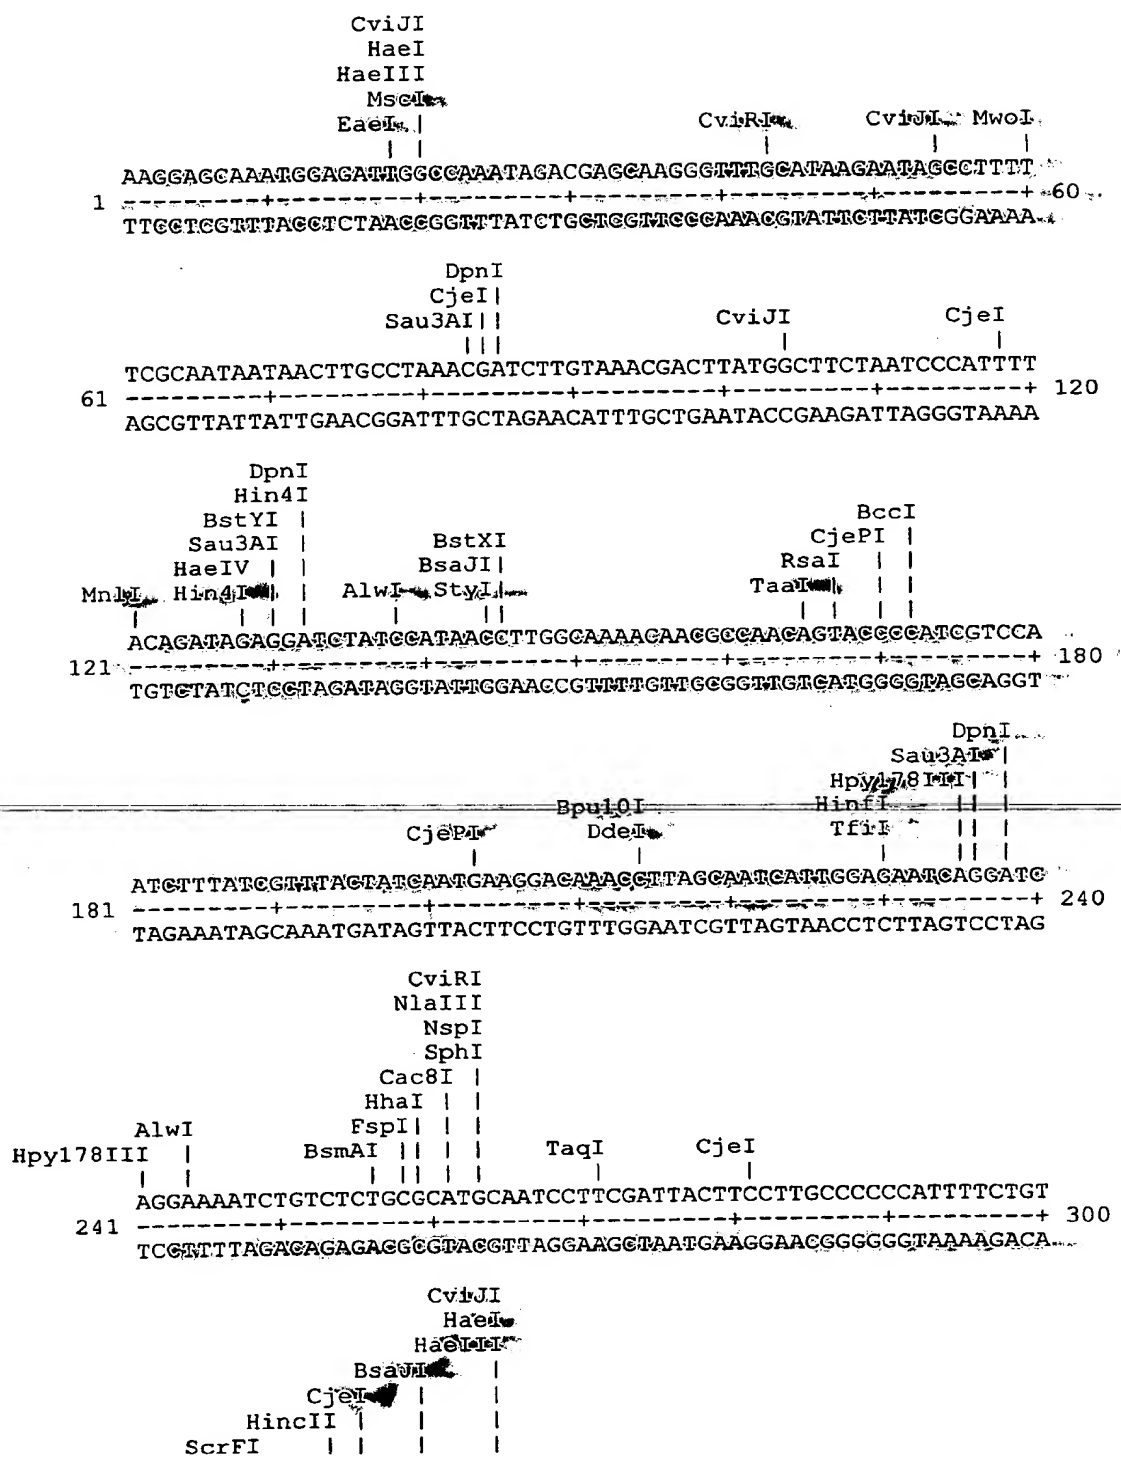 CviJI
HaeI
HaeIII
MscI
EaeI | CviRI CviJI MwoI
| | | | |
AAGGAGCAAATGGAGATTGGCCAAATAGACGAGCAAGGGTTTGCATAAGAATAGCCTTTT
1 ---------+---------+---------+---------+---------+---------+ 60
TTCCTCGTTTACCTCTAACCGGTTTATCTGCTCGTTCCCAAACGTATTCTTATCGGAAAA
DpnI
CjeI|
Sau3AI|| CviJI CjeI
||| | |
TCGCAATAATAACTTGCCTAAACGATCTTGTAAACGACTTATGGCTTCTAATCCCATTTT
61 ---------+---------+---------+---------+---------+---------+ 120
AGCGTTATTATTGAACGGATTTGCTAGAACATTTGCTGAATACCGAAGATTAGGGTAAAA
DpnI
Hin4I
BstYI |
Sau3AI | BstXI BccI
HaeIV | | BsaJI| CjePI |
MnlI Hin4I| | AlwI StyI| RsaI | |
TaaI| | |
| | | | | || | | | |
ACAGATAGAGGATCTATCCATAACCTTGGCAAAACAACGCCAACAGTACCCCATCGTCCA
121 ---------+---------+---------+---------+---------+---------+ 180
TGTCTATCTCCTAGATAGGTATTGGAACCGTTTTGTTGCGGTTGTCATGGGGTAGCAGGT
DpnI
Sau3AI |
Hpy178III| |
Bpu10I HinfI || |
CjePI DdeI TfiI || |
| | | || |
ATCTTTATCGTTTACTATCAATGAAGGACAAACCTTAGCAATCATTGGAGAATCAGGATC
181 ---------+---------+---------+---------+---------+---------+ 240
TAGAAATAGCAAATGATAGTTACTTCCTGTTTGGAATCGTTAGTAACCTCTTAGTCCTAG
CviRI
NlaIII
NspI
SphI
Cac8I |
HhaI | |
AlwI FspI| | |
Hpy178III | BsmAI || | | TaqI CjeI
| | | || | | | |
AGGAAAATCTGTCTCTGCGCATGCAATCCTTCGATTACTTCCTTGCCCCCCATTTTCTGT
241 ---------+---------+---------+---------+---------+---------+ 300
TCCTTTTAGACAGAGACGCGTACGTTAGGAAGCTAATGAAGGAACGGGGGGTAAAAGACA
CviJI
HaeI
HaeIII
BsaJI |
CjeI | |
HincII | | |
ScrFI | | | |